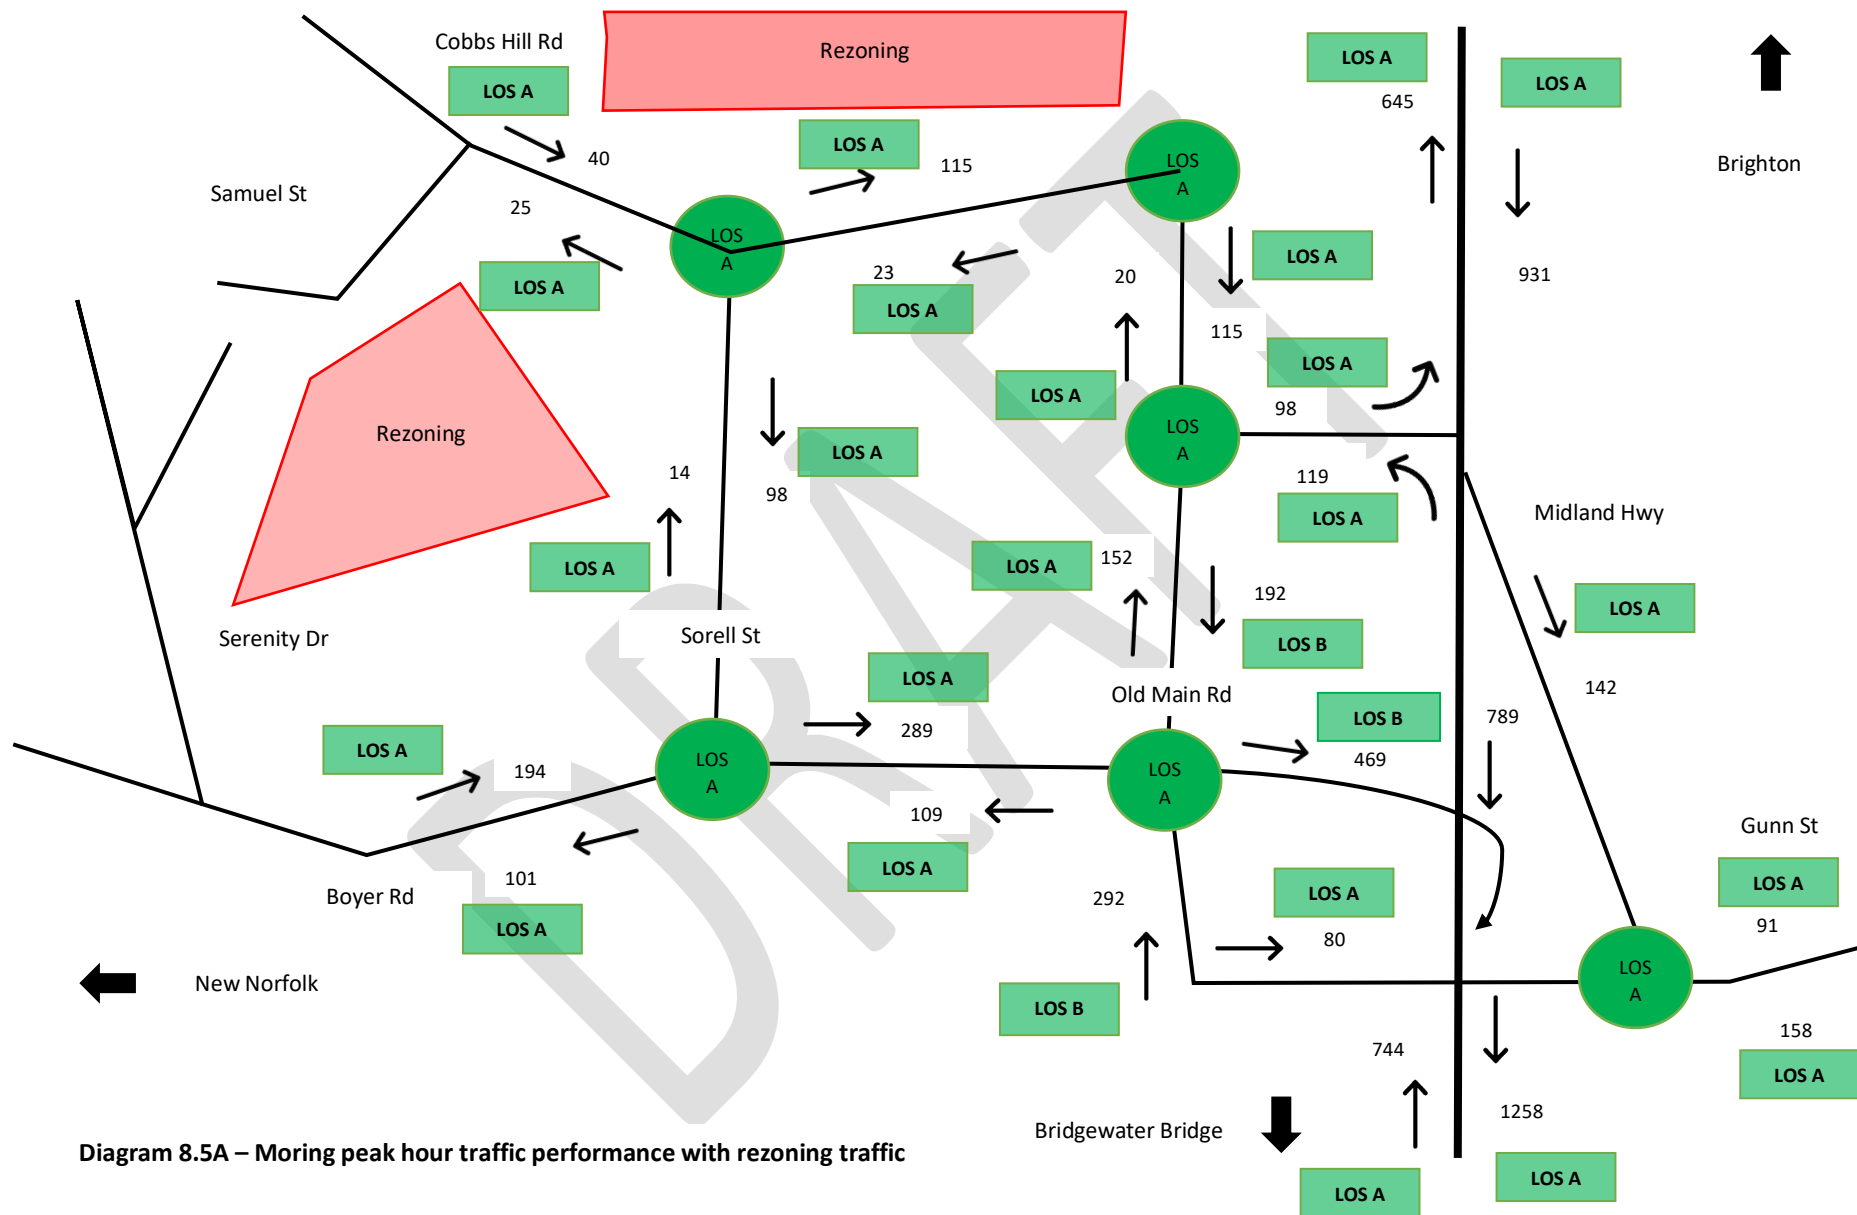 Cobbs Hill Rd
LOS A
Rezoning
LOS A
645
LOS A
Brighton
40
LOS A
115
LOS
A
Samuel St
25
LOS
A
LOS A
23
LOS A
20
LOS A
115
931
LOS A
98
LOS A
LOS
A
Rezoning
14
LOS A
98
119
LOS A
Midland Hwy
LOS A
LOS A
152
192
LOS B
LOS A
Serenity Dr
Sorell St
LOS A
289
Old Main Rd
LOS B
469
789
142
LOS A
194
LOS
A
LOS
A
109
LOS A
Gunn St
LOS A
91
Boyer Rd
101
LOS A
292
LOS A
80
New Norfolk
LOS B
LOS
A
158
LOS A
744
1258
Bridgewater Bridge
LOS A
LOS A
Diagram 8.5A – Moring peak hour traffic performance with rezoning traffic
DRAFT